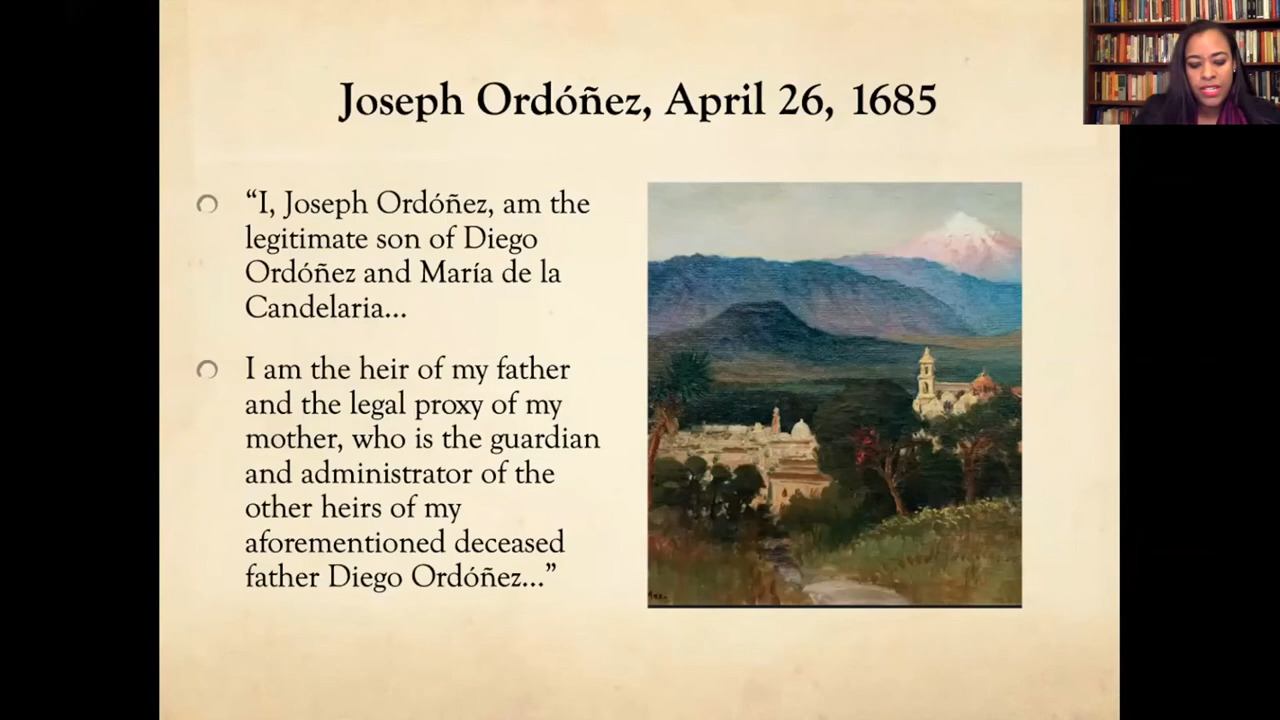 Joseph Ordóñez, April 26, 1685
“I, Joseph Ordóñez, am the
legitimate son of Diego
Ordóñez and María de la
Candelaria...
I am the heir of my father
and the legal proxy of my
mother, who is the guardian
and administrator of the
other heirs of my
aforementioned deceased
father Diego Ordóñez...”